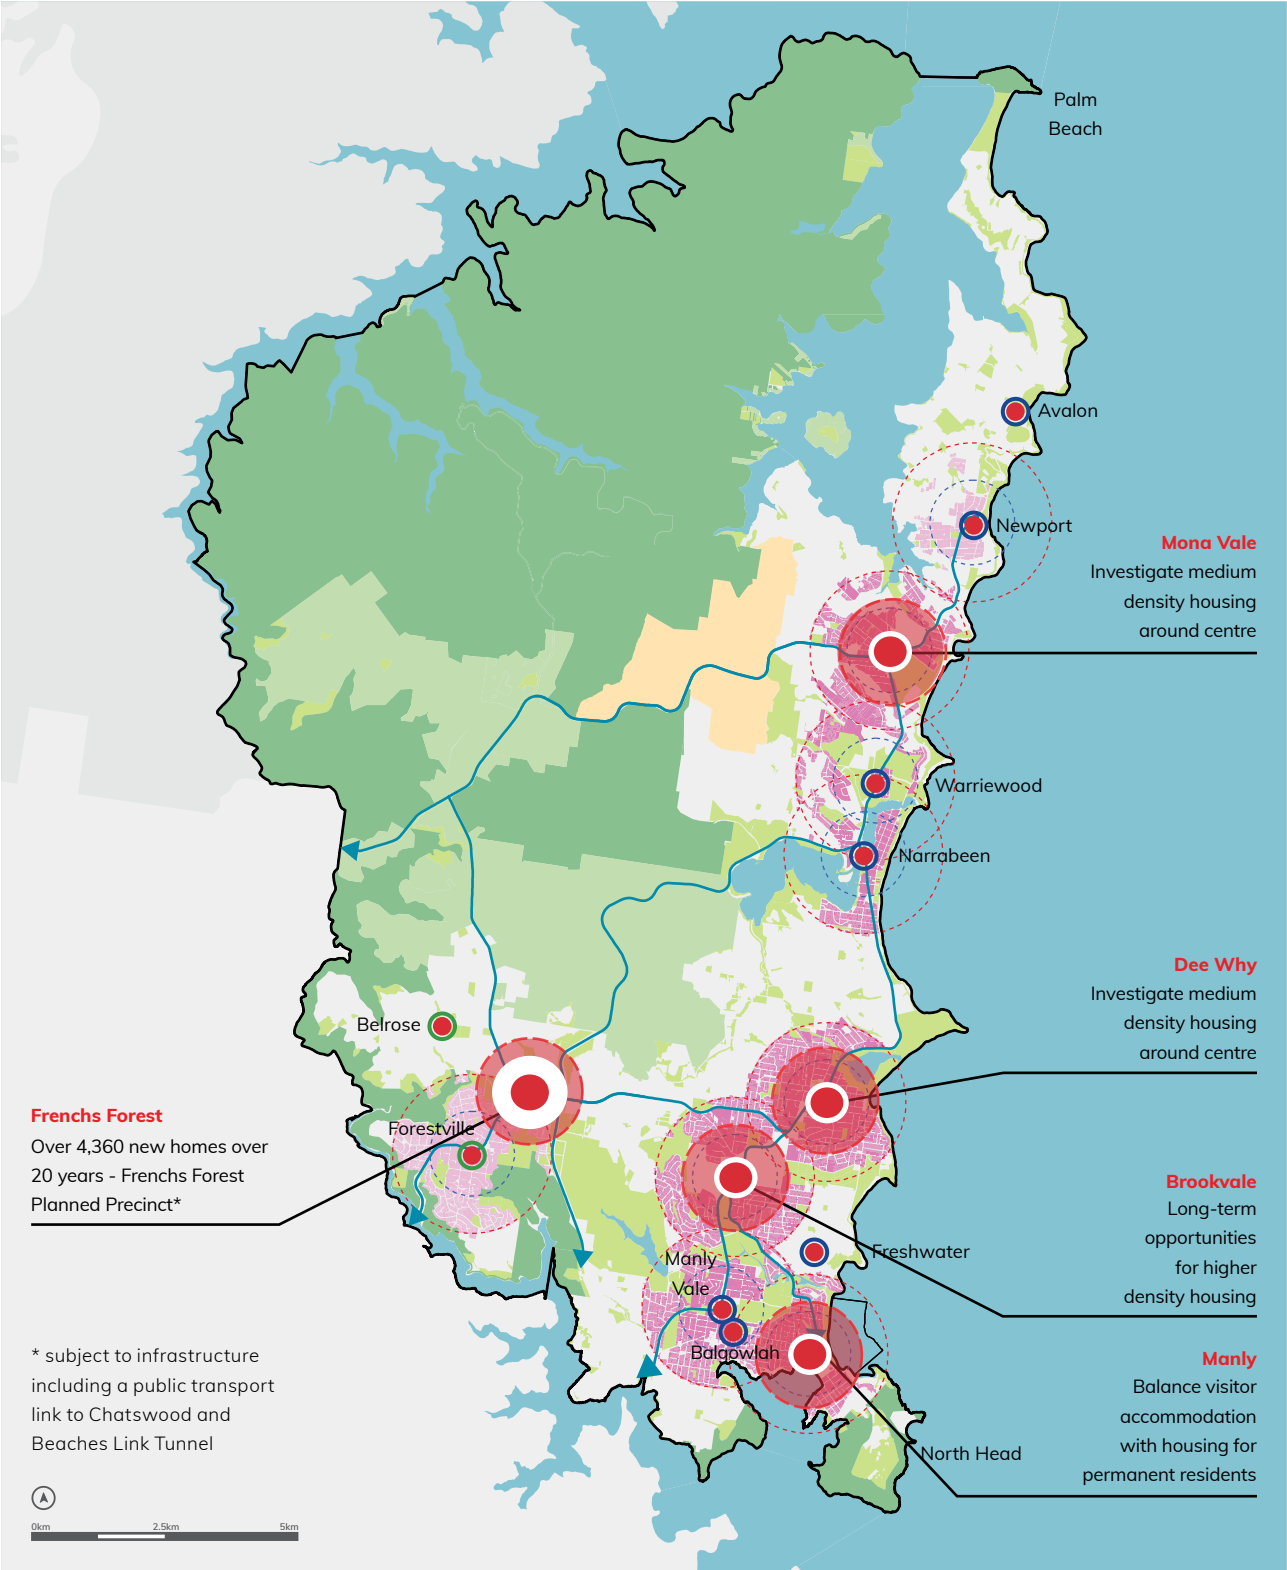 Palm
Beach
Avalon
Newport
Mona Vale
Investigate medium
density housing
around centre
Warriewood
Narrabeen
Dee Why
Investigate medium
density housing
around centre
Belrose
Frenchs Forest
Over 4,360 new homes over
20 years - Frenchs Forest
Planned Precinct*
Forestville
Brookvale
Long-term
opportunities
for higher
density housing
Freshwater
Manly
Vale
Balgowlah
Manly
Balance visitor
accommodation
with housing for
permanent residents
North Head
* subject to infrastructure
including a public transport
link to Chatswood and
Beaches Link Tunnel
0km 2.5km 5km